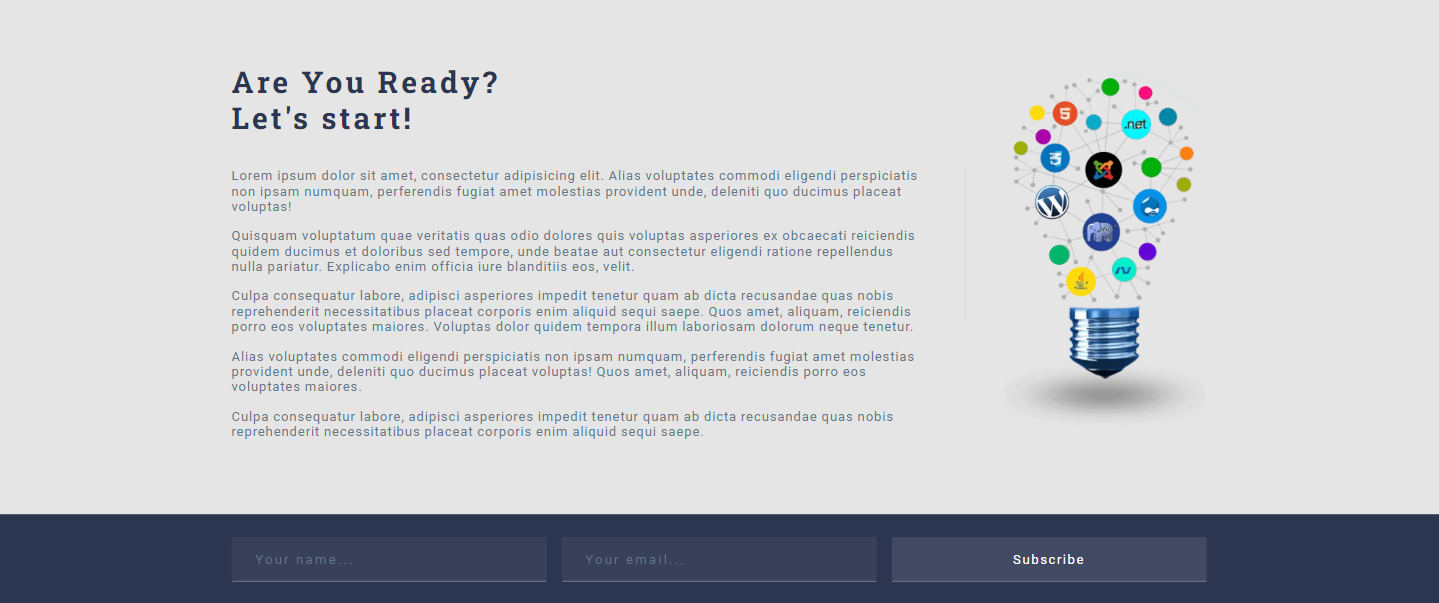 Are You Ready?
Let's start!
Lorem ipsum dolor sit amet, consectetur adipisicing elit. Alias voluptates commodi eligendi perspiciatis
non ipsam numquam, perferendis fugiat amet molestias provident unde, deleniti quo ducimus placeat
voluptas!
Quisquam voluptatum quae veritatis quas odio dolores quis voluptas asperiores ex obcaecati reiciendis
quidem ducimus et doloribus sed tempore, unde beatae aut consectetur eligendi ratione repellendus
nulla pariatur. Explicabo enim officia iure blanditiis eos, velit.
Culpa consequatur labore, adipisci asperiores impedit tenetur quam ab dicta recusandae quas nobis
reprehenderit necessitatibus placeat corporis enim aliquid sequi saepe. Quos amet, aliquam, reiciendis
porro eos voluptates maiores. Voluptas dolor quidem tempora illum laboriosam dolorum neque tenetur.
Alias voluptates commodi eligendi perspiciatis non ipsam numquam, perferendis fugiat amet molestias
provident unde, deleniti quo ducimus placeat voluptas! Quos amet, aliquam, reiciendis porro eos
voluptates maiores.
Culpa consequatur labore, adipisci asperiores impedit tenetur quam ab dicta recusandae quas nobis
reprehenderit necessitatibus placeat corporis enim aliquid sequi saepe.
.net
Your name...
Your email...
Subscribe